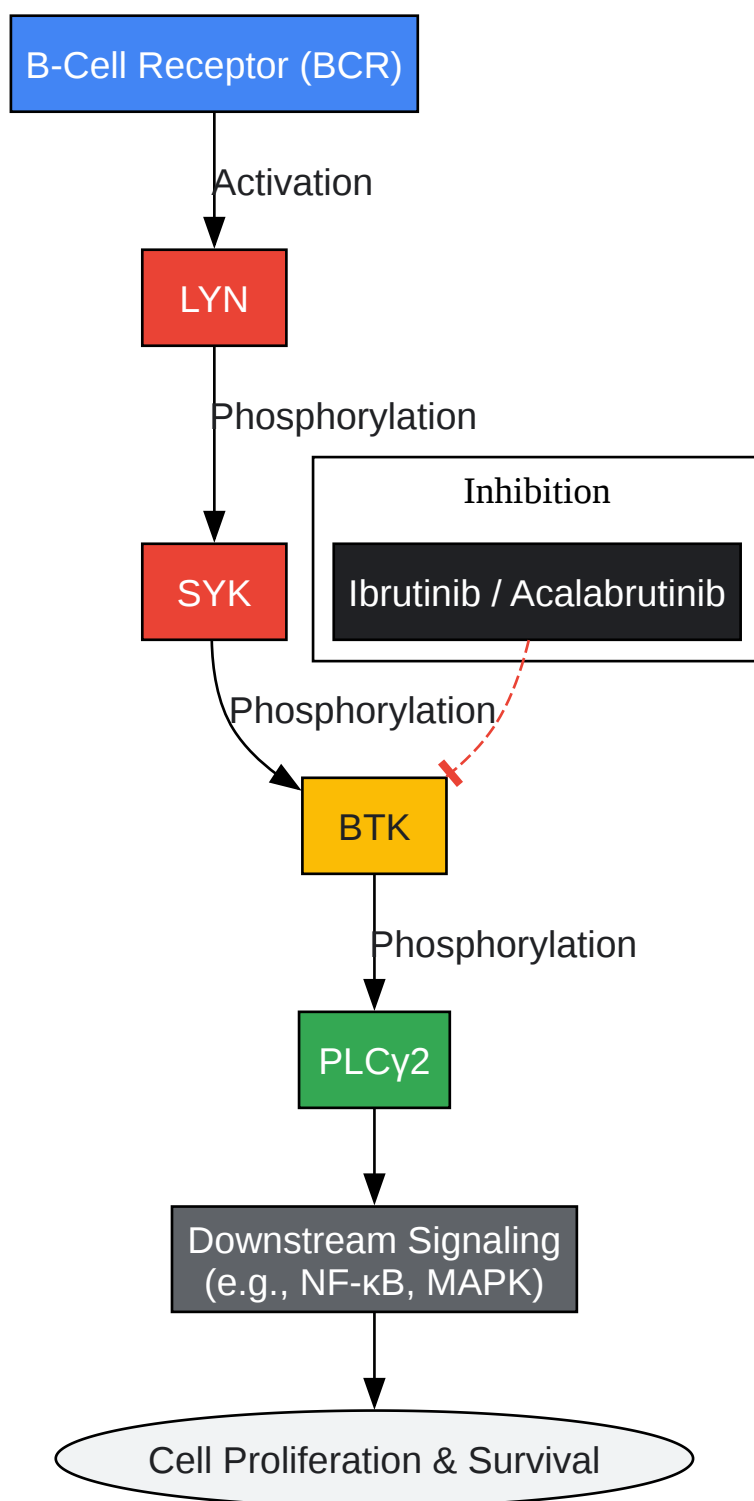 B-Cell Receptor (BCR)
Activation
LYN
Phosphorylation
Inhibition
SYK
Ibrutinib / Acalabrutinib
Phosphorylation
BTK
Phosphorylation
PLCγ2
Downstream Signaling
(e.g., NF-κB, MAPK)
Cell Proliferation & Survival